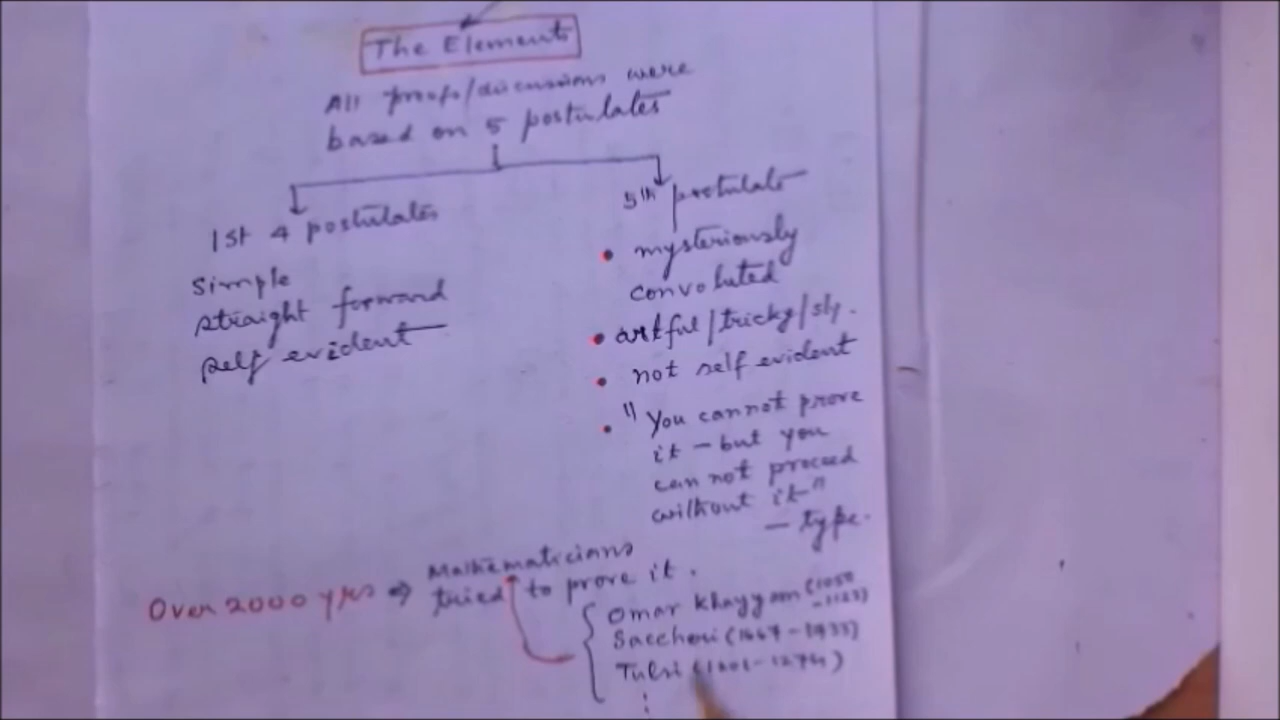 The Elements
All proofs/discussions were
based on 5 postulates
1st 4 postulates
simple
straight forward
self evident
5th postulate
• mysteriously
convoluted
• artful/tricky/sly.
• not self evident
• "You cannot prove
it - but you
can not proceed
without it"
- type.
Over 2000 yrs ⇒ Mathematicians
tried to prove it.
Omar Khayyam
Saccheri
Tulsi